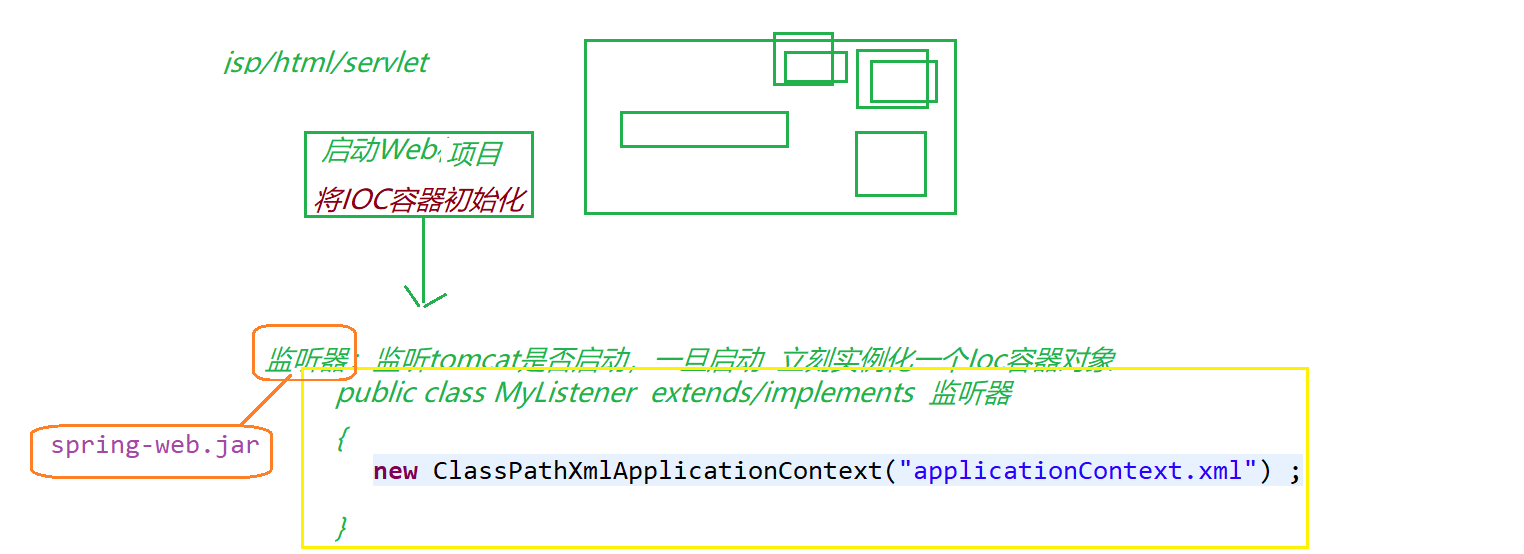 jsp/html/servlet
启动Web项目
将IOC容器初始化
监听器：监听tomcat是否启动，一旦启动 立刻实例化一个Ioc容器对象
public class MyListener extends/implements 监听器
{
spring-web.jar
new ClassPathXmlApplicationContext("applicationContext.xml") ;
}